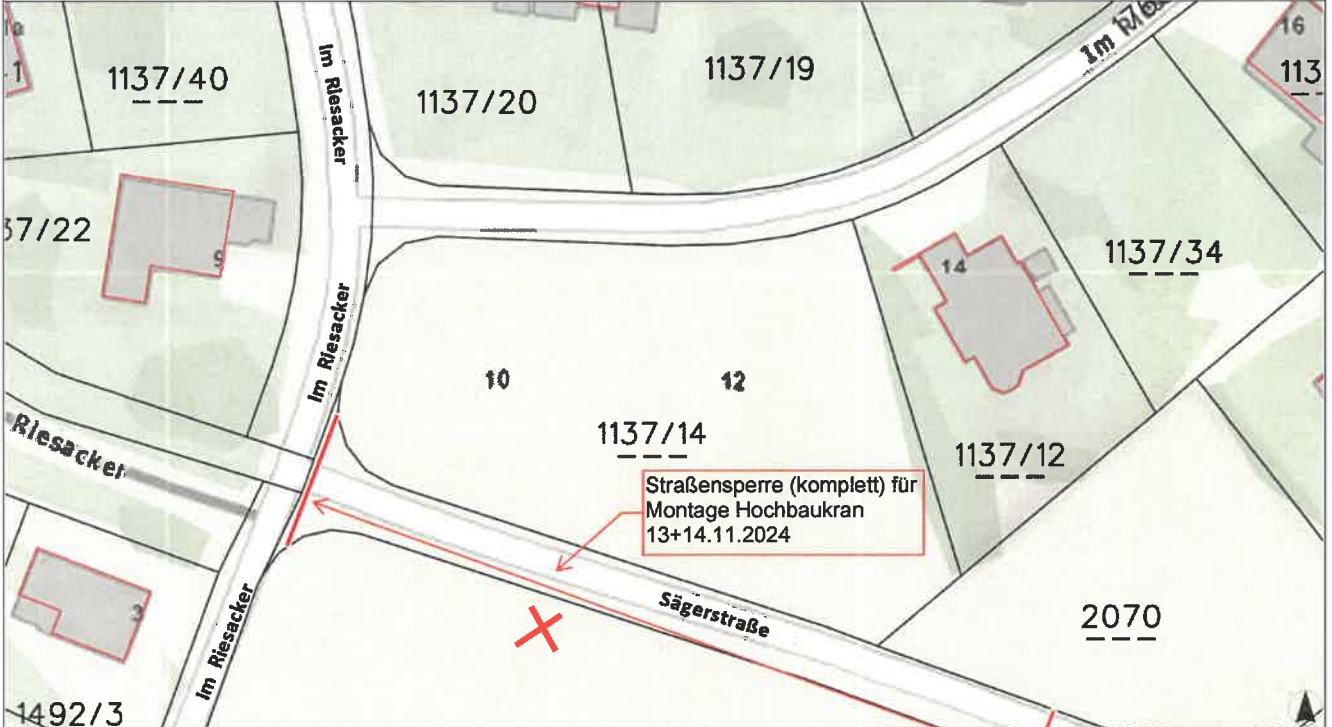 1137/40
Im Riesacker
1137/20
1137/19
Im
16
113
37/22
9
Im Riesacker
14
1137/34
10
12
1137/14
1137/12
Riesacker
Straßensperre (komplett) für
Montage Hochbaukran
13+14.11.2024
Sägerstraße
3
2070
Im Riesacker
1492/3